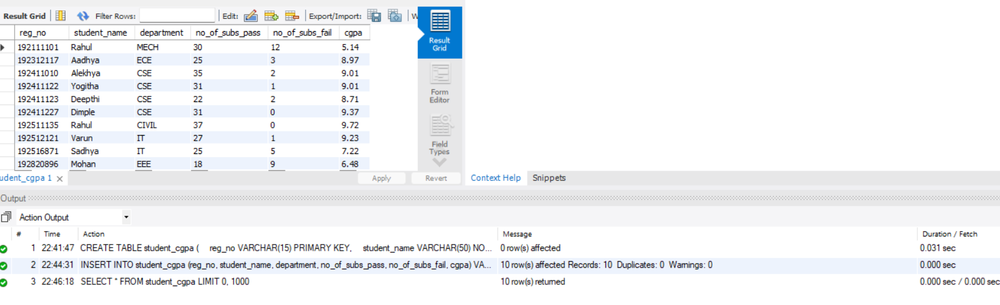 Result Grid Filter Rows: Edit: Export/Import: W
reg_no student_name department no_of_subs_pass no_of_subs_fail cgpa
192111101 Rahul MECH 30 12 5.14
192312117 Aadhya ECE 25 3 8.97
192411010 Alekhya CSE 35 2 9.01
192411122 Yogitha CSE 31 1 9.01
192411123 Deepthi CSE 22 2 8.71
192411227 Dimple CSE 31 0 9.37
192511135 Rahul CIVIL 37 0 9.72
192512121 Varun IT 27 1 9.23
192516871 Sadhya IT 25 5 7.22
192820896 Mohan EEE 18 9 6.48
Result
Grid
Form
Editor
Field
Types
udent_cgpa 1 Apply Revert Context Help Snippets
Output
Action Output
# Time Action Message Duration / Fetch
1 22:41:47 CREATE TABLE student_cgpa ( reg_no VARCHAR(15) PRIMARY KEY, student_name VARCHAR(50) NO... 0 row(s) affected 0.031 sec
2 22:44:31 INSERT INTO student_cgpa (reg_no, student_name, department, no_of_subs_pass, no_of_subs_fail, cgpa) VA... 10 row(s) affected Records: 10 Duplicates: 0 Warnings: 0 0.000 sec
3 22:46:18 SELECT * FROM student_cgpa LIMIT 0, 1000 10 row(s) returned 0.000 sec / 0.000 sec